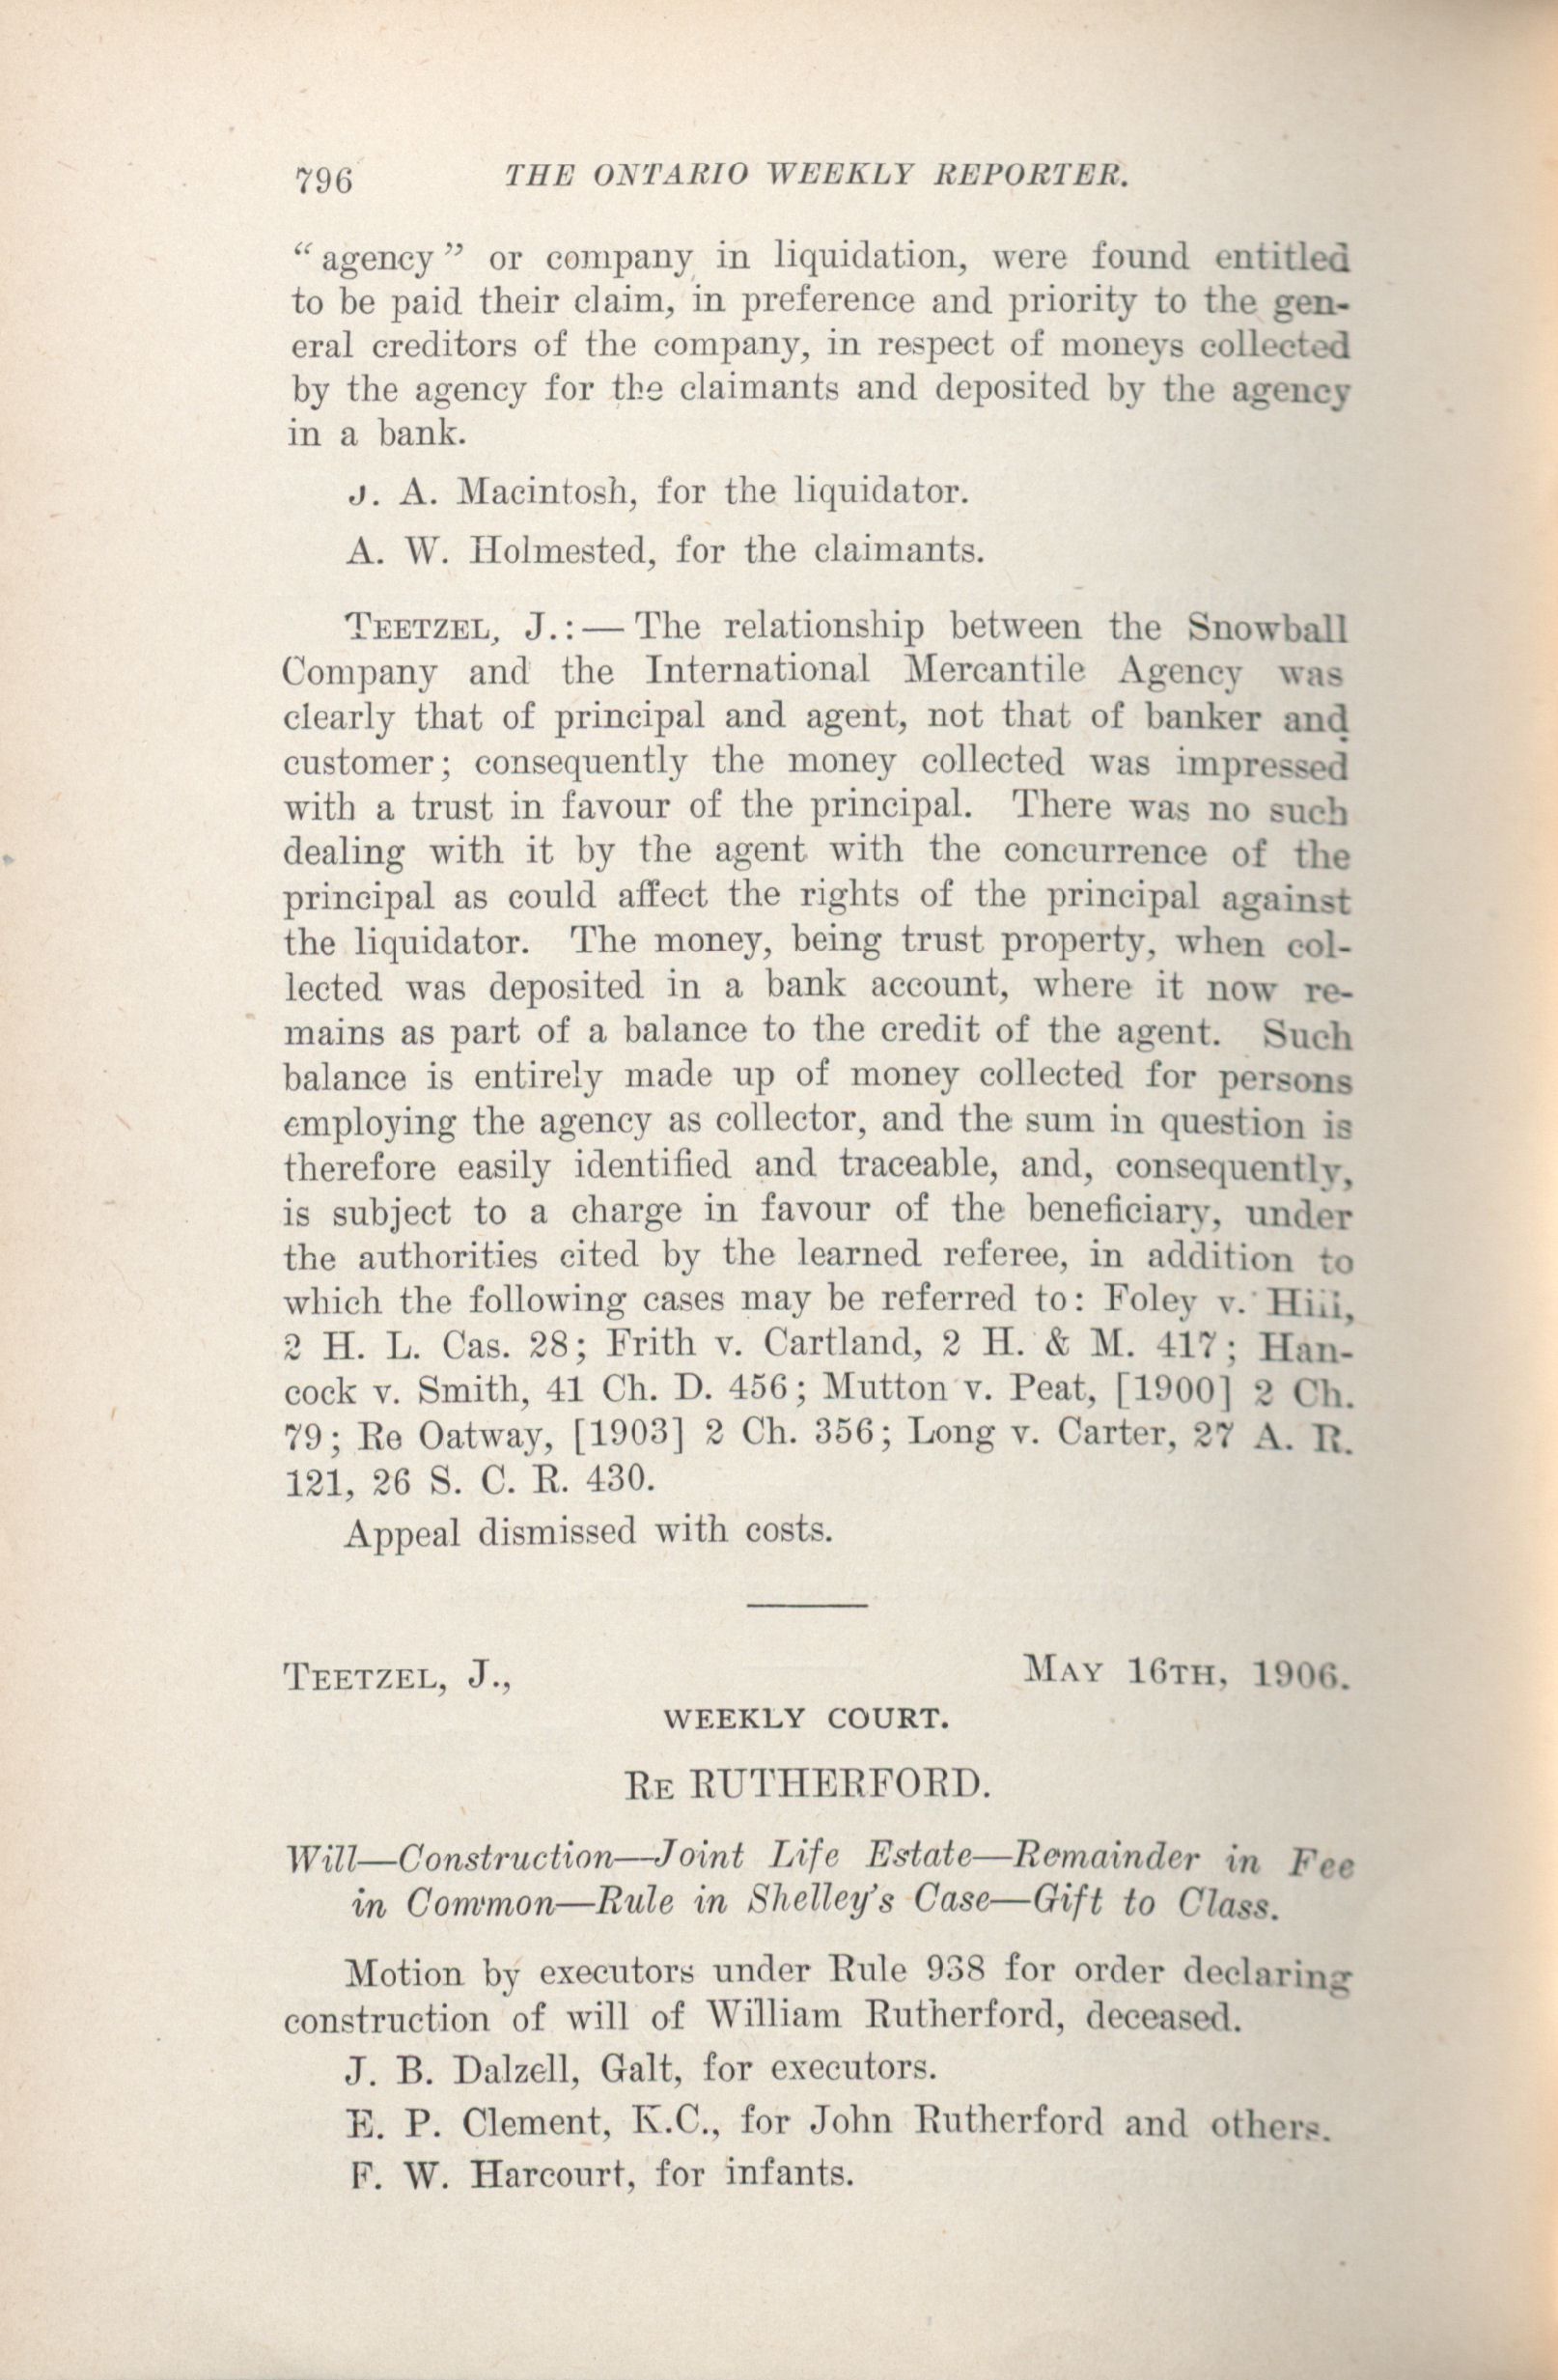 796 THE ONTARIO WEEKLY REPORTER.
“agency” or company in liquidation, were found entitled
to be paid their claim, in preference and priority to the gen-
eral creditors of the company, in respect of moneys collected
by the agency for the claimants and deposited by the agency
in a bank.
J. A. Macintosh, for the liquidator.
A. W. Holmested, for the claimants.
TEETZEL, J.:—The relationship between the Snowball
Company and the International Mercantile Agency was
clearly that of principal and agent, not that of banker and
customer; consequently the money collected was impressed
with a trust in favour of the principal. There was no such
dealing with it by the agent with the concurrence of the
principal as could affect the rights of the principal against
the liquidator. The money, being trust property, when col-
lected was deposited in a bank account, where it now re-
mains as part of a balance to the credit of the agent. Such
balance is entirely made up of money collected for persons
employing the agency as collector, and the sum in question is
therefore easily identified and traceable, and, consequently,
is subject to a charge in favour of the beneficiary, under
the authorities cited by the learned referee, in addition to
which the following cases may be referred to: Foley v. Hill,
2 H. L. Cas. 28; Frith v. Cartland, 2 H. & M. 417; Han-
cock v. Smith, 41 Ch. D. 456; Mutton v. Peat, [1900] 2 Ch.
79; Re Oatway, [1903] 2 Ch. 356; Long v. Carter, 27 A. R.
121, 26 S. C. R. 430.
Appeal dismissed with costs.
TEETZEL, J., MAY 16TH, 1906.
WEEKLY COURT.
RE RUTHERFORD.
Will—Construction—Joint Life Estate—Remainder in Fee
in Common—Rule in Shelley's Case—Gift to Class.
Motion by executors under Rule 938 for order declaring
construction of will of William Rutherford, deceased.
J. B. Dalzell, Galt, for executors.
E. P. Clement, K.C., for John Rutherford and others.
F. W. Harcourt, for infants.